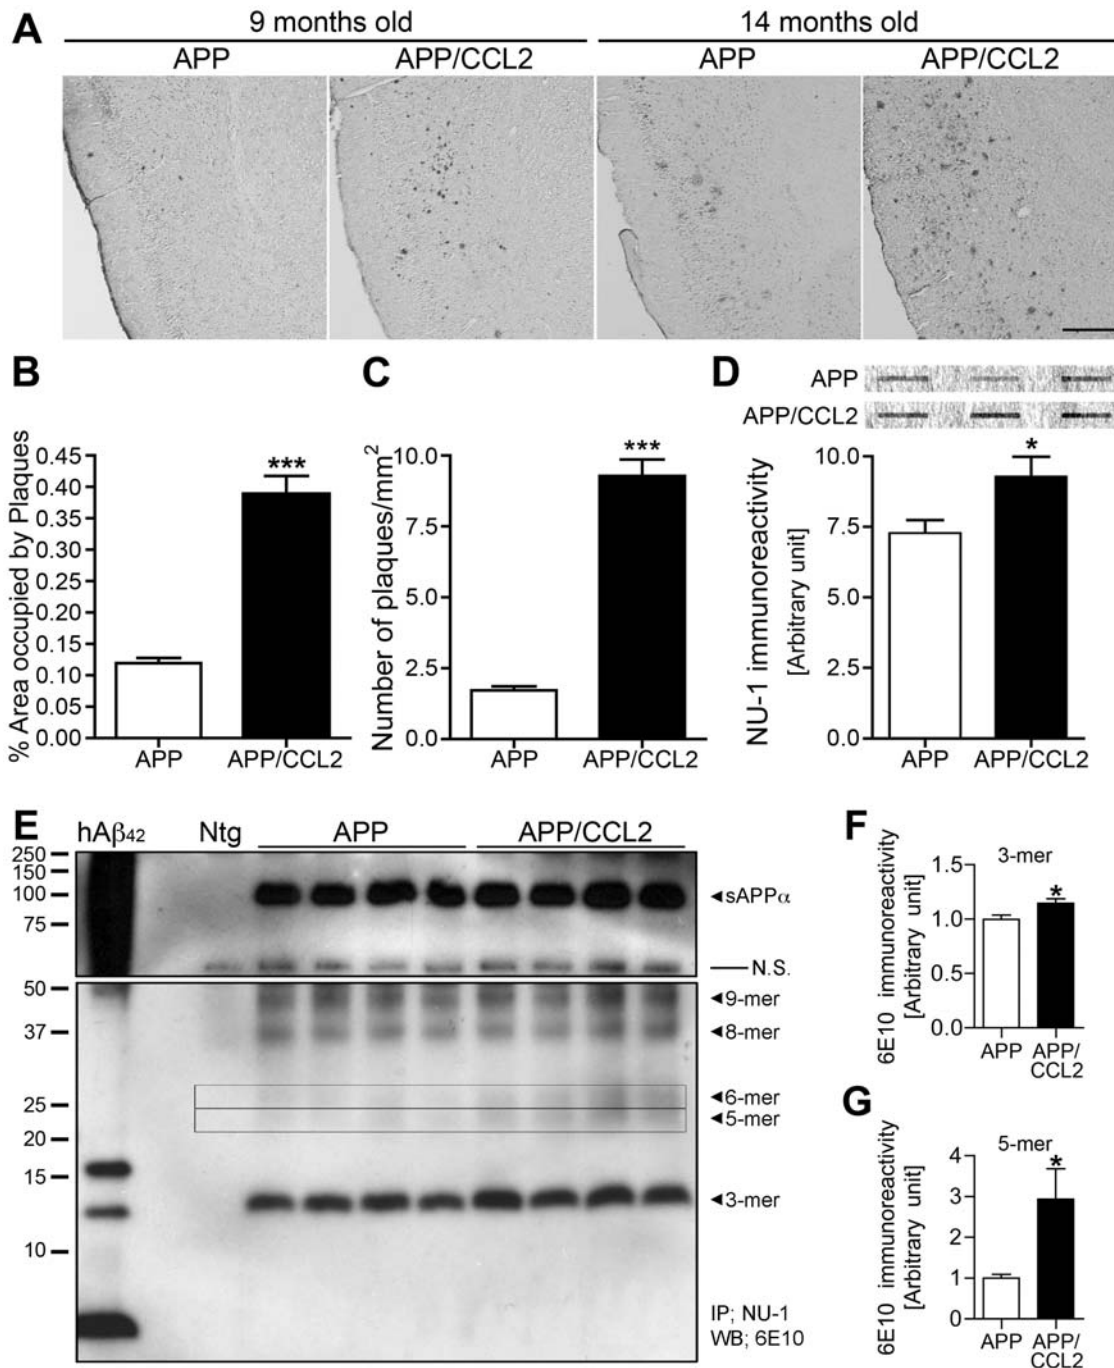 A
9 months old
14 months old
APP
APP/CCL2
APP
APP/CCL2
B
% Area occupied by Plaques
0.45
0.40
0.35
0.30
0.25
0.20
0.15
0.10
0.05
0.00
***
APP
APP/CCL2
C
Number of plaques/mm²
10.0
7.5
5.0
2.5
0.0
***
APP
APP/CCL2
D
APP
APP/CCL2
NU-1 immunoreactivity
[Arbitrary unit]
10.0
7.5
5.0
2.5
0.0
*
APP
APP/CCL2
E
hAβ42
Ntg
APP
APP/CCL2
250
150
100
75
50
37
25
20
15
10
sAPPα
N.S.
9-mer
8-mer
6-mer
5-mer
3-mer
IP; NU-1
WB; 6E10
F
3-mer
6E10 immunoreactivity
[Arbitrary unit]
1.5
1.0
0.5
0.0
*
APP
APP/
CCL2
G
5-mer
6E10 immunoreactivity
[Arbitrary unit]
4
3
2
1
0
*
APP
APP/
CCL2